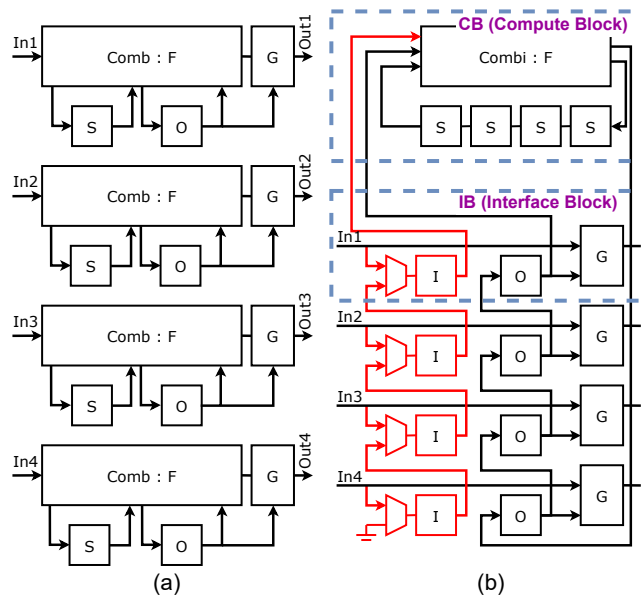 In1
Comb : F
G
Out1
S
O
In2
Comb : F
G
Out2
S
O
In3
Comb : F
G
Out3
S
O
In4
Comb : F
G
Out4
S
O
(a)
CB (Compute Block)
Combi : F
S S S S
IB (Interface Block)
In1
G
I
O
In2
G
I
O
In3
G
I
O
In4
G
I
O
(b)